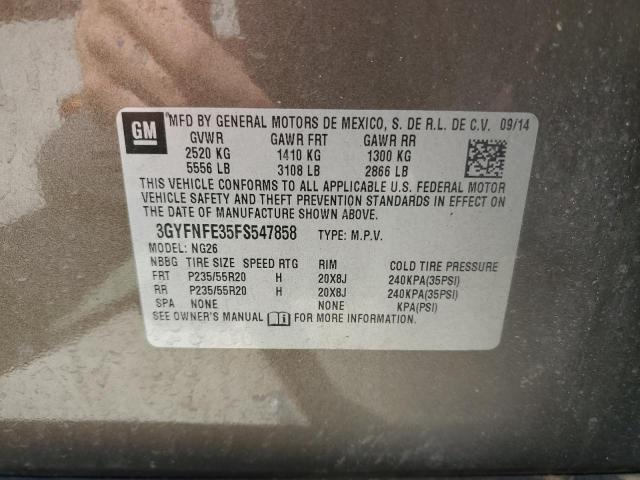 GM
MFD BY GENERAL MOTORS DE MEXICO, S. DE R.L. DE C.V. 09/14
GVWR GAWR FRT GAWR RR
2520 KG 1410 KG 1300 KG
5556 LB 3108 LB 2866 LB
THIS VEHICLE CONFORMS TO ALL APPLICABLE U.S. FEDERAL MOTOR
VEHICLE SAFETY AND THEFT PREVENTION STANDARDS IN EFFECT ON
THE DATE OF MANUFACTURE SHOWN ABOVE.
3GYFNFE35FS547858 TYPE: M.P.V.
MODEL: NG26
NBBG TIRE SIZE SPEED RTG RIM COLD TIRE PRESSURE
FRT P235/55R20 H 20X8J 240KPA(35PSI)
RR P235/55R20 H 20X8J 240KPA(35PSI)
SPA NONE NONE KPA(PSI)
SEE OWNER'S MANUAL FOR MORE INFORMATION.